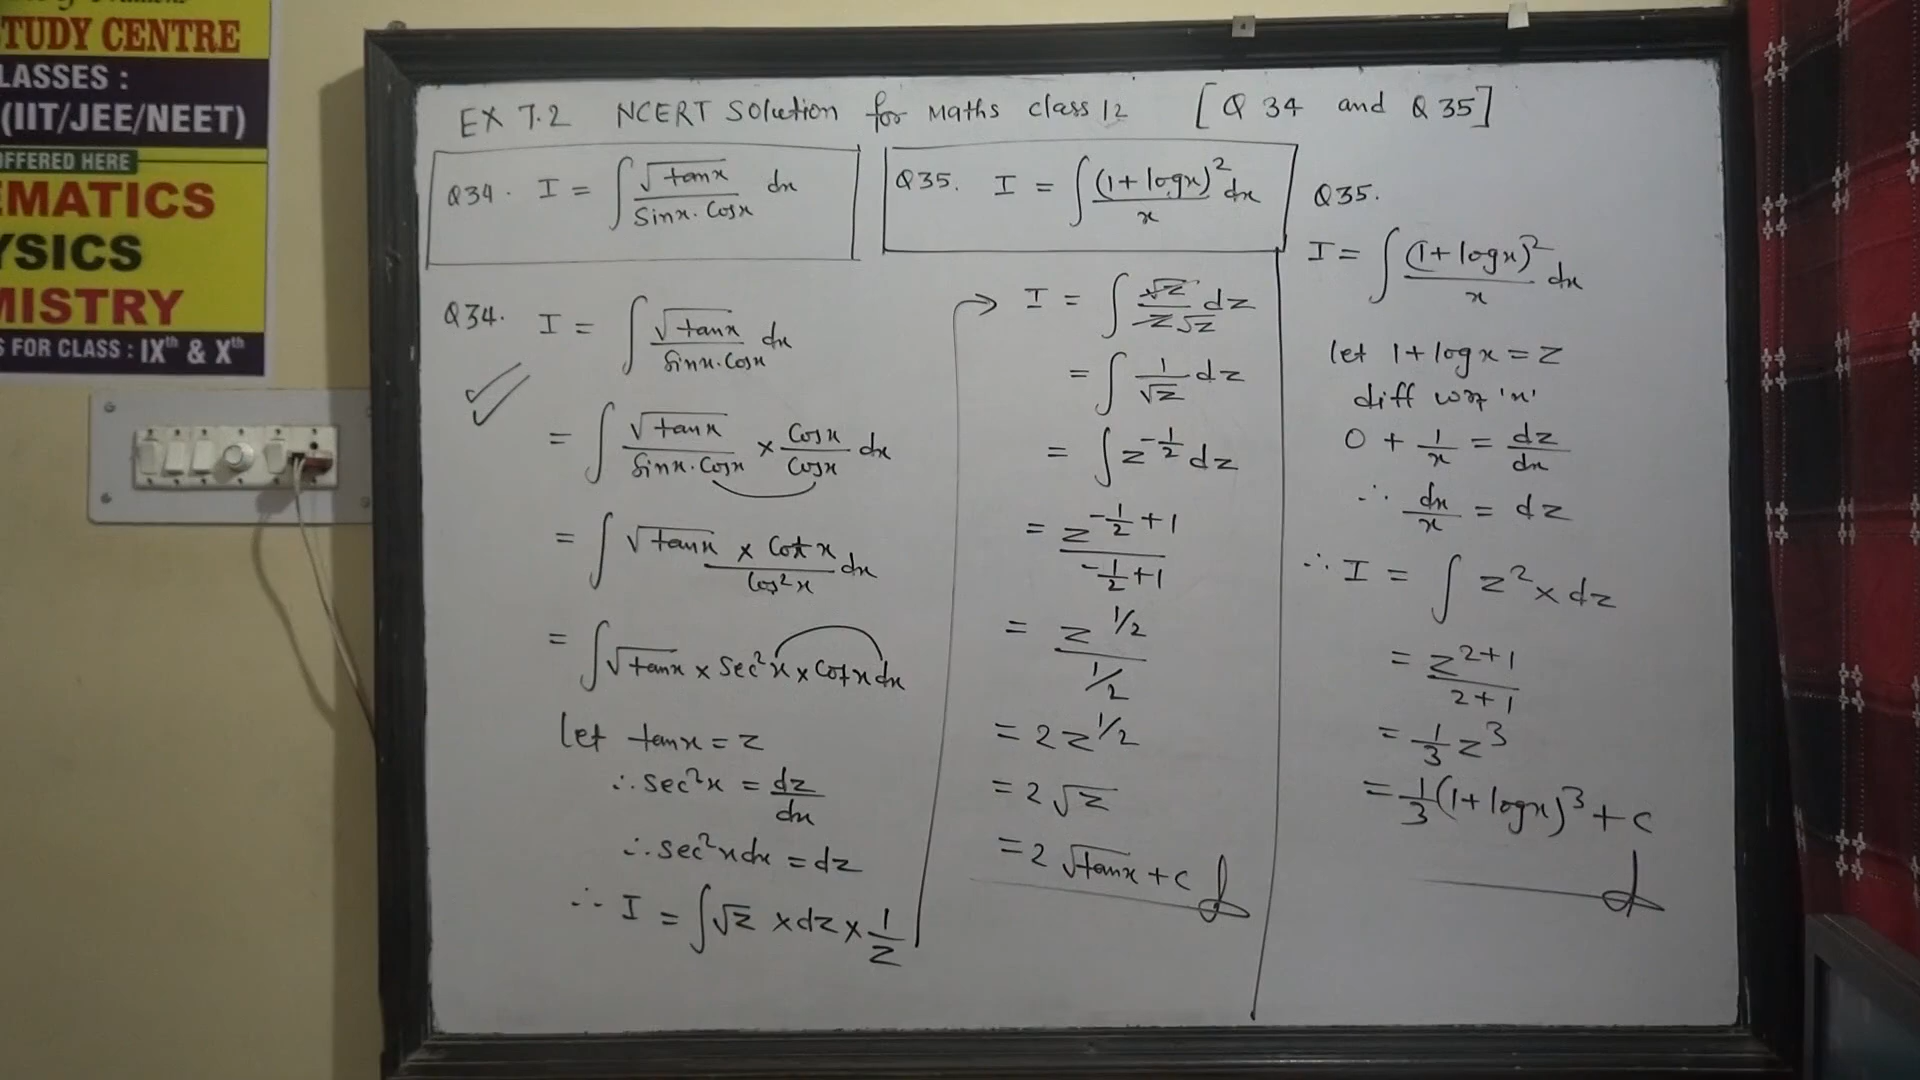 STUDY CENTRE
CLASSES :
(IIT/JEE/NEET)
OFFERED HERE
EMATICS
YSICS
MISTRY
S FOR CLASS : IXth & Xth
EX 7.2 NCERT Solution for Maths class 12 [Q 34 and Q 35]
Q34. I = ∫ √tanx / Sinx.Cosx dx
Q35. I = ∫ (1+logx)² / x dx
Q34. I = ∫ √tanx / Sinx.Cosx dx
= ∫ √tanx / Sinx.Cosx × Cosx / Cosx dx
= ∫ √tanx × Cotx / Cos²x dx
= ∫ √tanx × Sec²x × Cotx dx
Let tanx = z
∴ Sec²x = dz/dx
∴ Sec²x dx = dz
∴ I = ∫ √z × dz × 1/z
→ I = ∫ √z / z√z dz
= ∫ 1/√z dz
= ∫ z^(-1/2) dz
= z^(-1/2 + 1) / (-1/2 + 1)
= z^(1/2) / (1/2)
= 2 z^(1/2)
= 2 √z
= 2 √tanx + c
Q35.
I = ∫ (1+logx)² / x dx
let 1+logx = z
diff wrt 'x'
0 + 1/x = dz/dx
∴ dx/x = dz
∴ I = ∫ z² × dz
= z^(2+1) / (2+1)
= 1/3 z³
= 1/3 (1+logx)³ + c